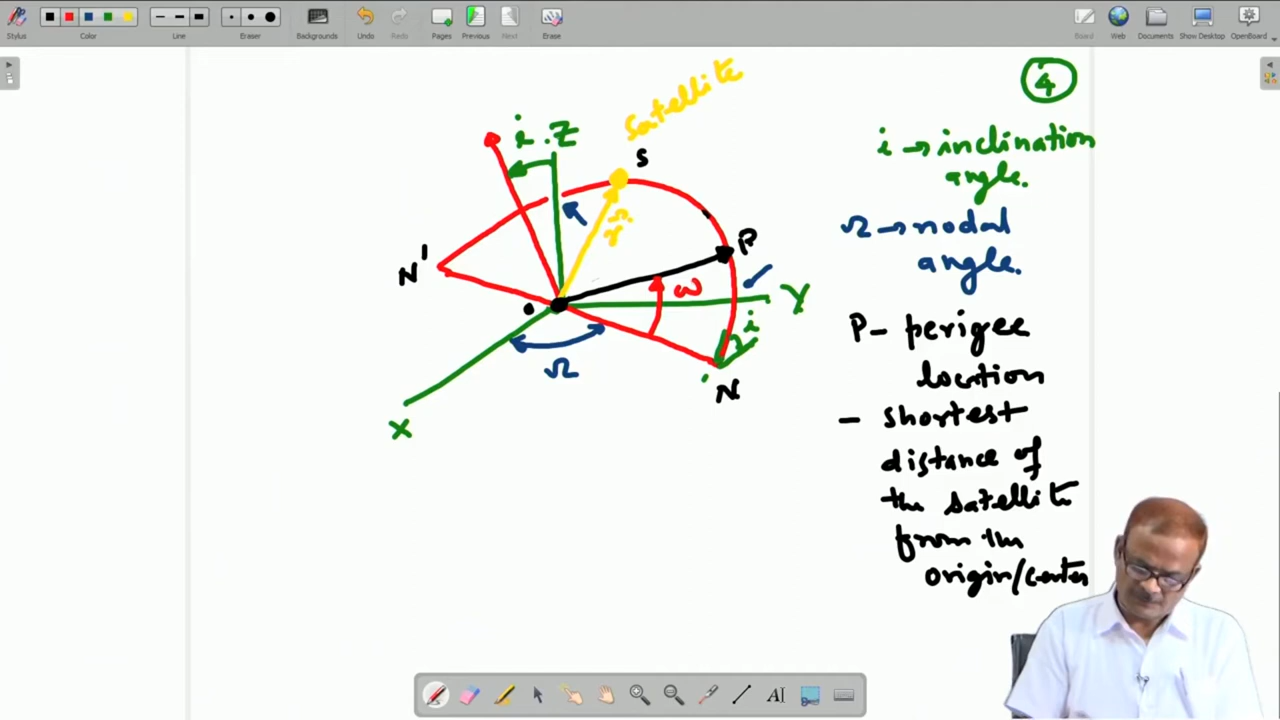 Stylus
Color
Line
Eraser
Backgrounds
Undo
Redo
Pages
Previous
Next
Erase
Board
Web
Documents
Show Desktop
OpenBoard
4
Satellite
i
Z
S
N'
P
ω
Y
i
N
Ω
X
i → inclination
angle.
Ω → nodal
angle.
P - perigee
location
- shortest
distance of
the satellite
from the
origin/center
AI